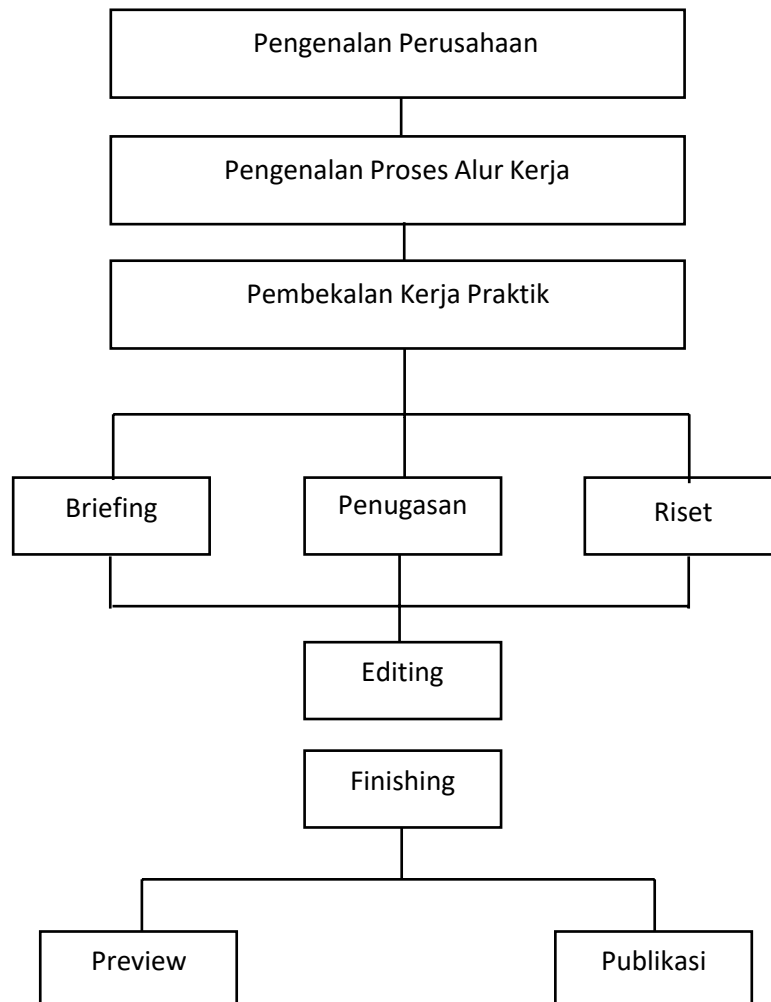 Pengenalan Perusahaan
Pengenalan Proses Alur Kerja
Pembekalan Kerja Praktik
Briefing
Penugasan
Riset
Editing
Finishing
Preview
Publikasi